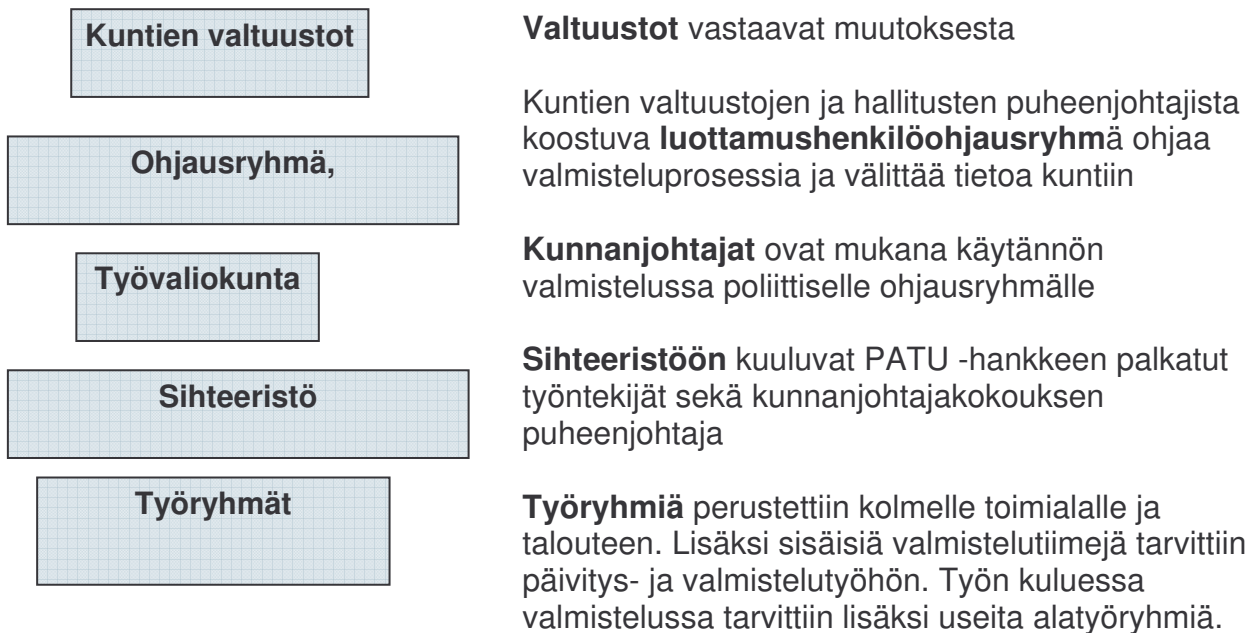 Kuntien valtuustot
Valtuustot vastaavat muutoksesta
Kuntien valtuustojen ja hallitusten puheenjohtajista
koostuva luottamushenkilöohjausryhmä ohjaa
valmisteluprosessia ja välittää tietoa kuntiin
Ohjausryhmä,
Kunnanjohtajat ovat mukana käytännön
valmistelussa poliittiselle ohjausryhmälle
Työvaliokunta
Sihteeristöön kuuluvat PATU -hankkeen palkatut
työntekijät sekä kunnanjohtajakokouksen
puheenjohtaja
Sihteeristö
Työryhmät
Työryhmiä perustettiin kolmelle toimialalle ja
talouteen. Lisäksi sisäisiä valmistelutiimejä tarvittiin
päivitys- ja valmistelutyöhön. Työn kuluessa
valmistelussa tarvittiin lisäksi useita alatyöryhmiä.